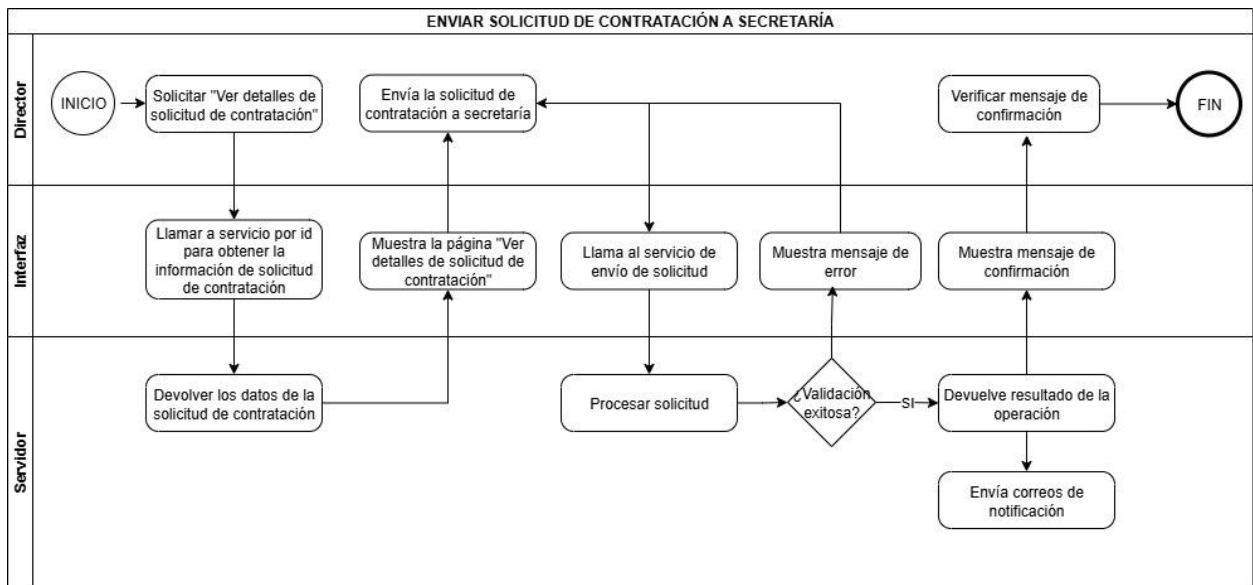 ENVIAR SOLICITUD DE CONTRATACIÓN A SECRETARÍA
Director
INICIO
Solicitar "Ver detalles de
solicitud de contratación"
Envía la solicitud de
contratación a secretaría
Verificar mensaje de
confirmación
FIN
Interfaz
Llamar a servicio por id
para obtener la
información de solicitud
de contratación
Muestra la página "Ver
detalles de solicitud de
contratación"
Llama al servicio de
envío de solicitud
Muestra mensaje de
error
Muestra mensaje de
confirmación
Servidor
Devolver los datos de la
solicitud de contratación
Procesar solicitud
¿Validación
exitosa?
SI
Devuelve resultado de la
operación
Envía correos de
notificación